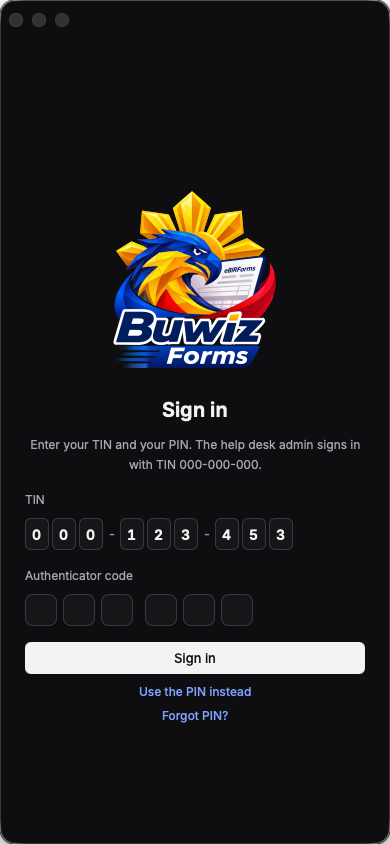 eBIRForms
Buwiz
Forms
Sign in
Enter your TIN and your PIN. The help desk admin signs in
with TIN 000-000-000.
TIN
0 0 0 - 1 2 3 - 4 5 3
Authenticator code
Sign in
Use the PIN instead
Forgot PIN?